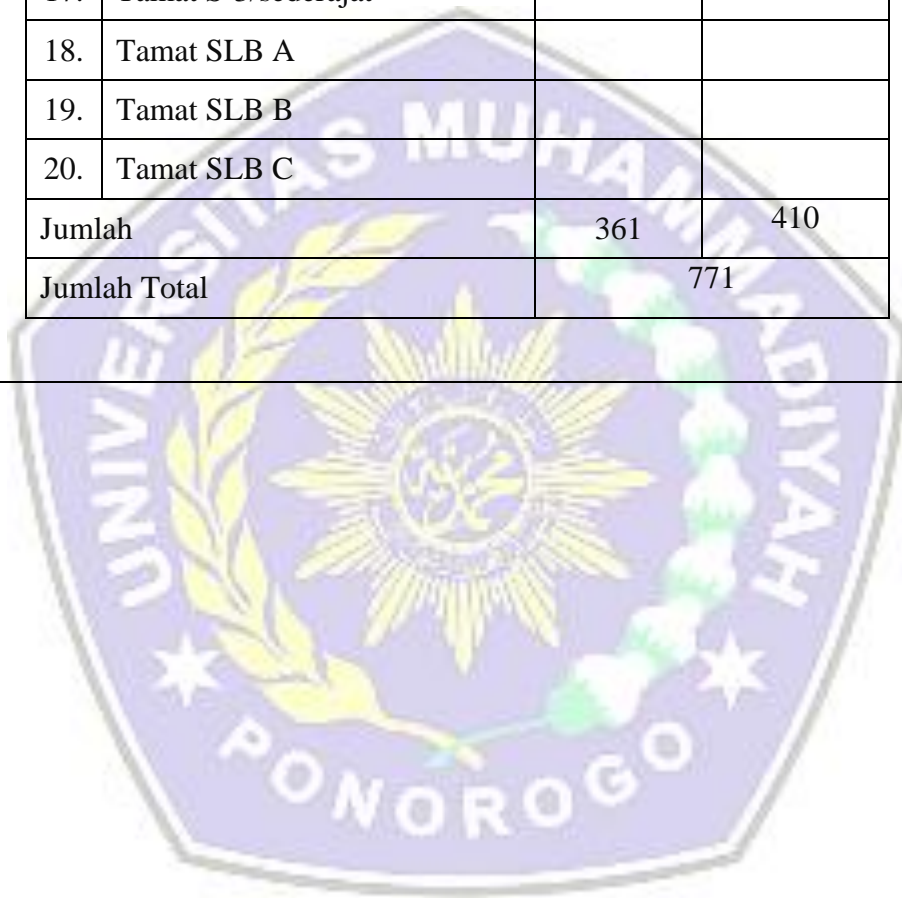 18. Tamat SLB A
19. Tamat SLB B
20. Tamat SLB C
Jumlah 361 410
Jumlah Total 771
UNIVERSITAS MUHAMMADIYAH
PONOROGO